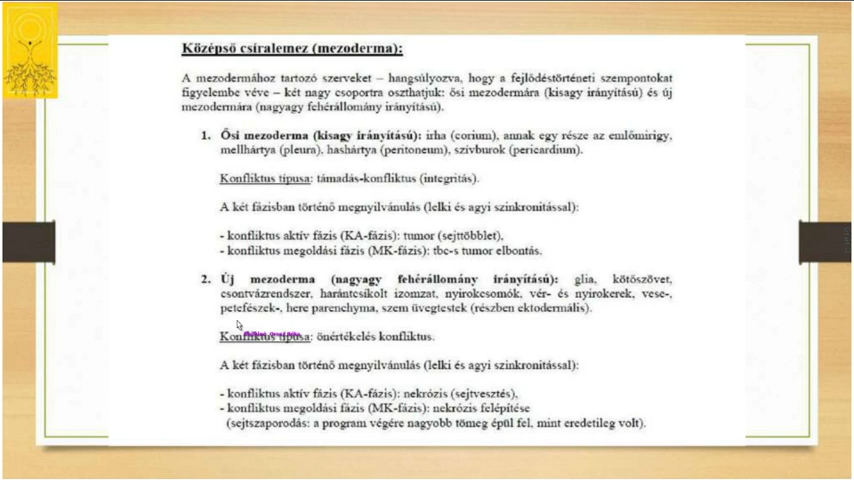 Középső csíralemez (mezoderma):
A mezodermához tartozó szerveket – hangsúlyozva, hogy a fejlődéstörténeti szempontokat
figyelembe véve – két nagy csoportra oszthatjuk: ősi mezodermára (kisagy irányítású) és új
mezodermára (nagyagy fehérállomány irányítású).
1. Ősi mezoderma (kisagy irányítású): irha (corium), annak egy része az emlőmirigy,
mellhártya (pleura), hashártya (peritoneum), szívburok (pericardium).
Konfliktus típusa: támadás-konfliktus (integritás).
A két fázisban történő megnyilvánulás (lelki és agyi szinkronitással):
- konfliktus aktív fázis (KA-fázis): tumor (sejttöbblet),
- konfliktus megoldási fázis (MK-fázis): tbc-s tumor elbontás.
2. Új mezoderma (nagyagy fehérállomány irányítású): glia, kötőszövet,
csontvázrendszer, harántcsíkolt izomzat, nyirokcsomók, vér- és nyirokerek, vese-,
petefészek-, here parenchyma, szem üvegtestek (részben ektodermális).
Konfliktus típusa: önértékelés konfliktus.
A két fázisban történő megnyilvánulás (lelki és agyi szinkronitással):
- konfliktus aktív fázis (KA-fázis): nekrózis (sejtvesztés),
- konfliktus megoldási fázis (MK-fázis): nekrózis felépítése
(sejtszaporodás: a program végére nagyobb tömeg épül fel, mint eredetileg volt).